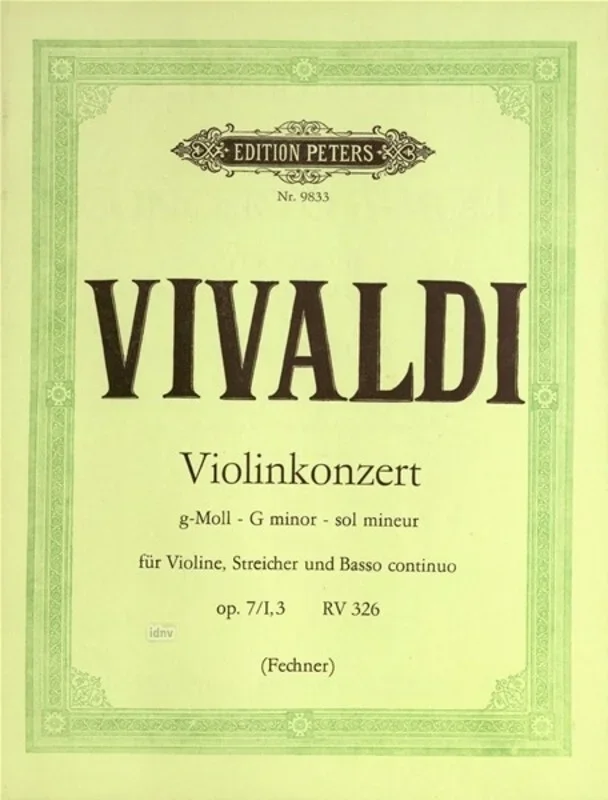 EDITION PETERS
Nr. 9833
VIVALDI
Violinkonzert
g-Moll - G minor - sol mineur
für Violine, Streicher und Basso continuo
op. 7/I,3 RV 326
idnv
(Fechner)